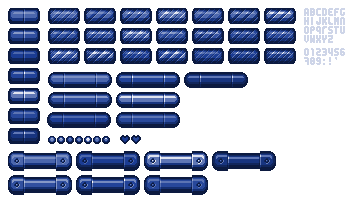 ABCDEFG
HIJKLMN
OPQRSTU
VWXYZ
0123456
789:!'